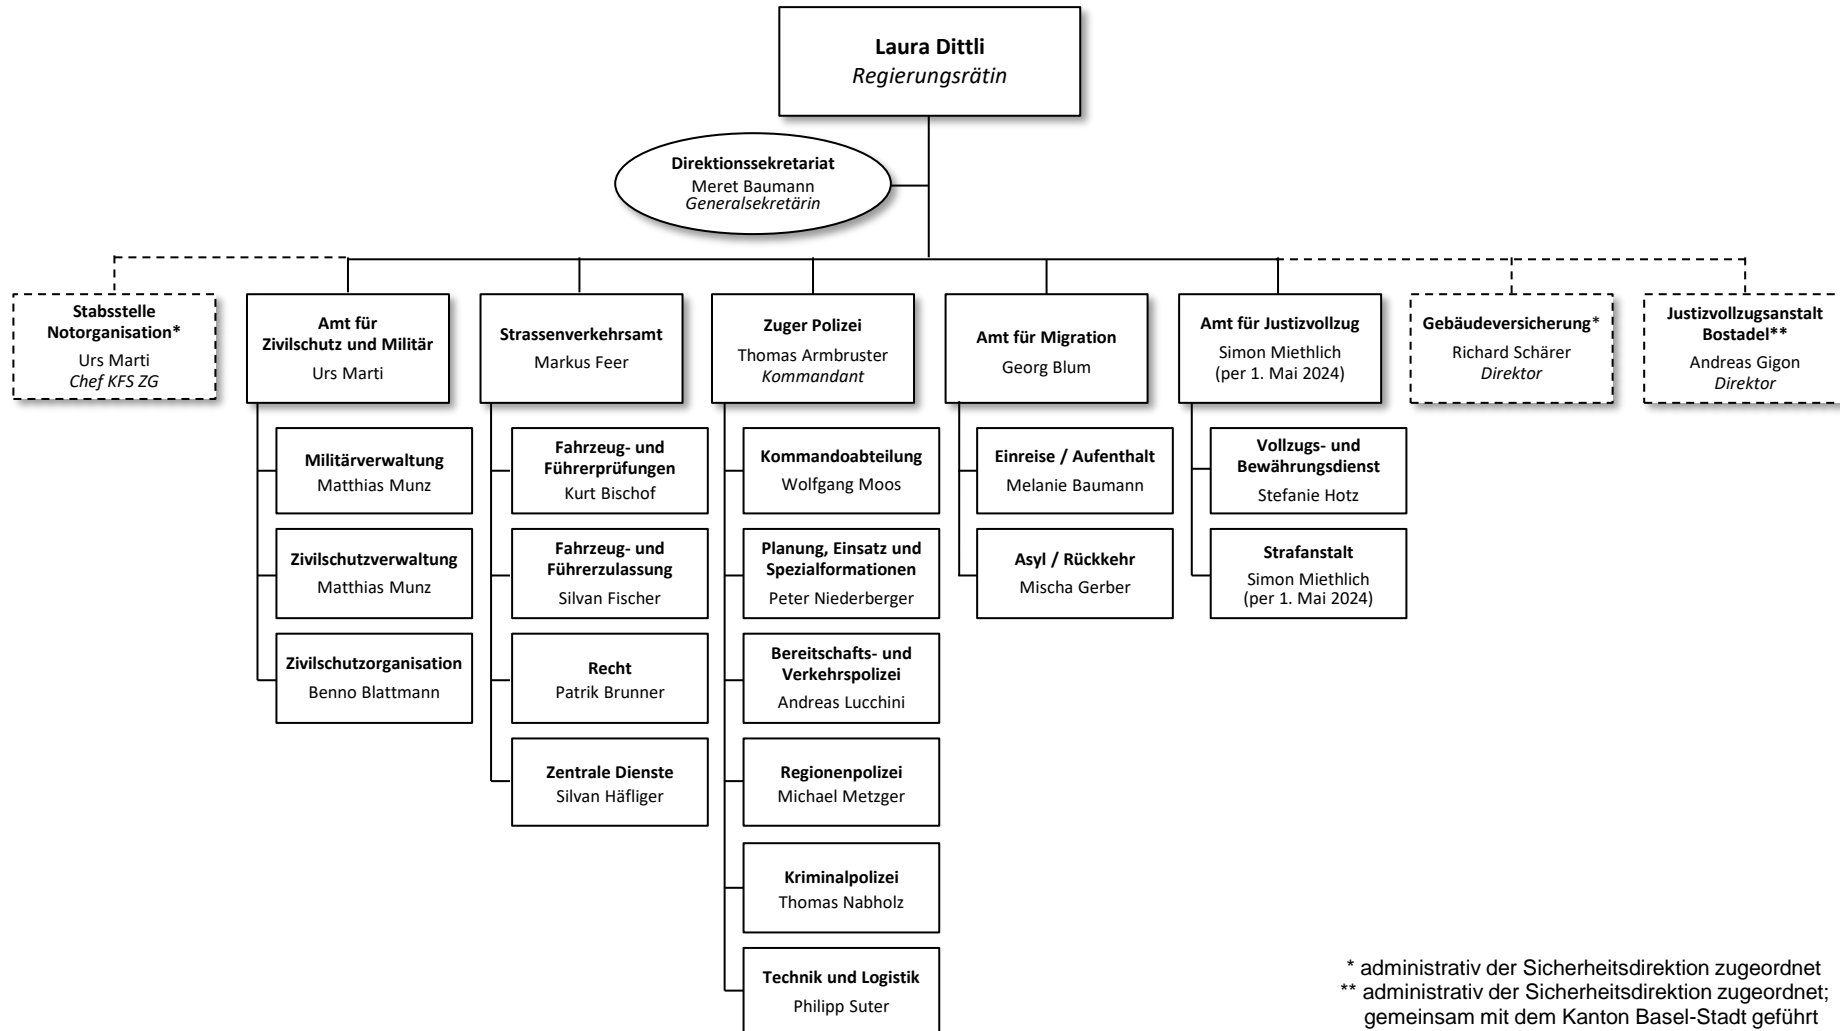 Laura Dittli
Regierungsrätin
Direktionssekretariat
Meret Baumann
Generalsekretärin
Stabsstelle
Notorganisation*
Urs Marti
Chef KFS ZG
Amt für
Zivilschutz und Militär
Urs Marti
Strassenverkehrsamt
Markus Feer
Zuger Polizei
Thomas Armbruster
Kommandant
Amt für Migration
Georg Blum
Amt für Justizvollzug
Simon Miethlich
(per 1. Mai 2024)
Gebäudeversicherung*
Richard Schärer
Direktor
Justizvollzugsanstalt
Bostadel**
Andreas Gigon
Direktor
Militärverwaltung
Matthias Munz
Zivilschutzverwaltung
Matthias Munz
Zivilschutzorganisation
Benno Blattmann
Fahrzeug- und
Führerprüfungen
Kurt Bischof
Fahrzeug- und
Führerzulassung
Silvan Fischer
Recht
Patrik Brunner
Zentrale Dienste
Silvan Häfliger
Kommandoabteilung
Wolfgang Moos
Planung, Einsatz und
Spezialformationen
Peter Niederberger
Bereitschafts- und
Verkehrspolizei
Andreas Lucchini
Regionenpolizei
Michael Metzger
Kriminalpolizei
Thomas Nabholz
Technik und Logistik
Philipp Suter
Einreise / Aufenthalt
Melanie Baumann
Asyl / Rückkehr
Mischa Gerber
Vollzugs- und
Bewährungsdienst
Stefanie Hotz
Strafanstalt
Simon Miethlich
(per 1. Mai 2024)
* administrativ der Sicherheitsdirektion zugeordnet
** administrativ der Sicherheitsdirektion zugeordnet;
gemeinsam mit dem Kanton Basel-Stadt geführt